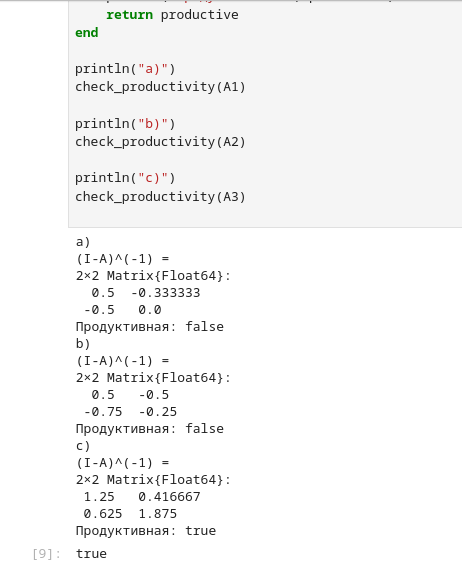 return productive
end
println("a)")
check_productivity(A1)
println("b)")
check_productivity(A2)
println("c)")
check_productivity(A3)
a)
(I-A)^(-1) =
2×2 Matrix{Float64}:
  0.5  -0.333333
 -0.5   0.0
Продуктивная: false
b)
(I-A)^(-1) =
2×2 Matrix{Float64}:
  0.5   -0.5
 -0.75  -0.25
Продуктивная: false
c)
(I-A)^(-1) =
2×2 Matrix{Float64}:
 1.25   0.416667
 0.625  1.875
Продуктивная: true
[9]: true